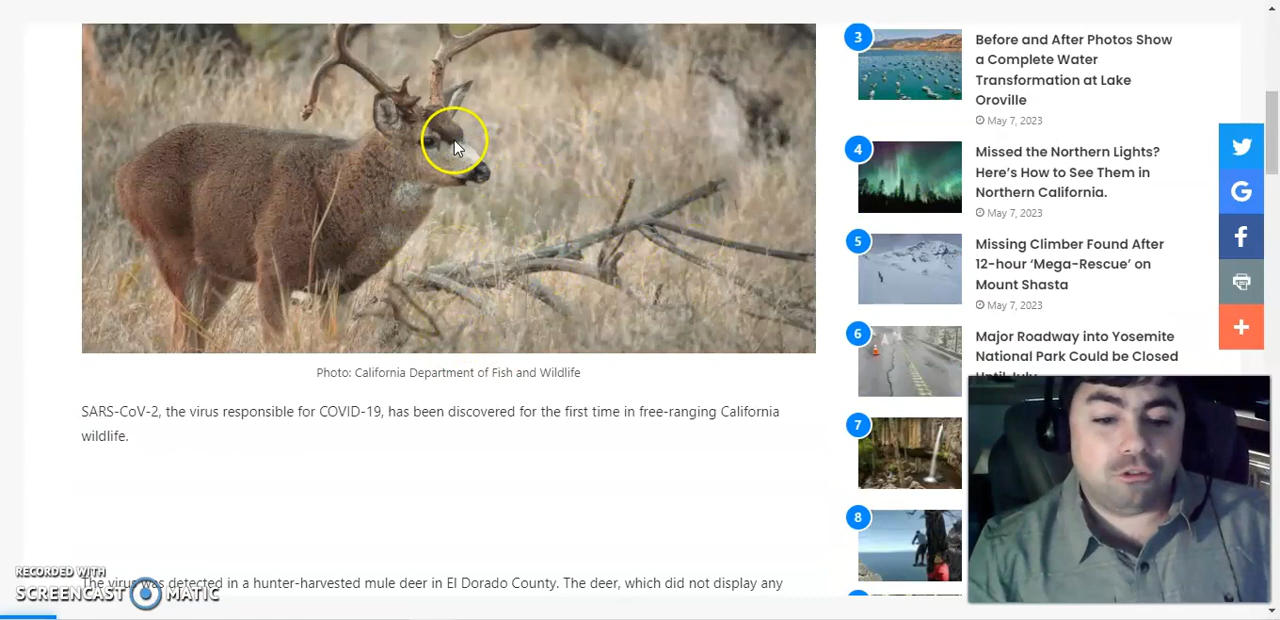 Photo: California Department of Fish and Wildlife
SARS-CoV-2, the virus responsible for COVID-19, has been discovered for the first time in free-ranging California
wildlife.
The virus was detected in a hunter-harvested mule deer in El Dorado County. The deer, which did not display any
3
Before and After Photos Show
a Complete Water
Transformation at Lake
Oroville
May 7, 2023
4
Missed the Northern Lights?
Here's How to See Them in
Northern California.
May 7, 2023
5
Missing Climber Found After
12-hour ‘Mega-Rescue’ on
Mount Shasta
May 7, 2023
6
Major Roadway into Yosemite
National Park Could be Closed
Until July
7
8
G
f
RECORDED WITH
SCREENCAST MATIC